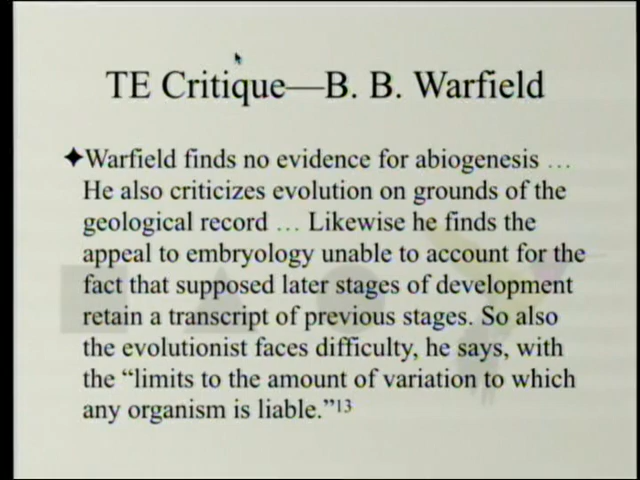 TE Critique—B. B. Warfield
✦Warfield finds no evidence for abiogenesis …
He also criticizes evolution on grounds of the
geological record … Likewise he finds the
appeal to embryology unable to account for the
fact that supposed later stages of development
retain a transcript of previous stages. So also
the evolutionist faces difficulty, he says, with
the “limits to the amount of variation to which
any organism is liable.”13